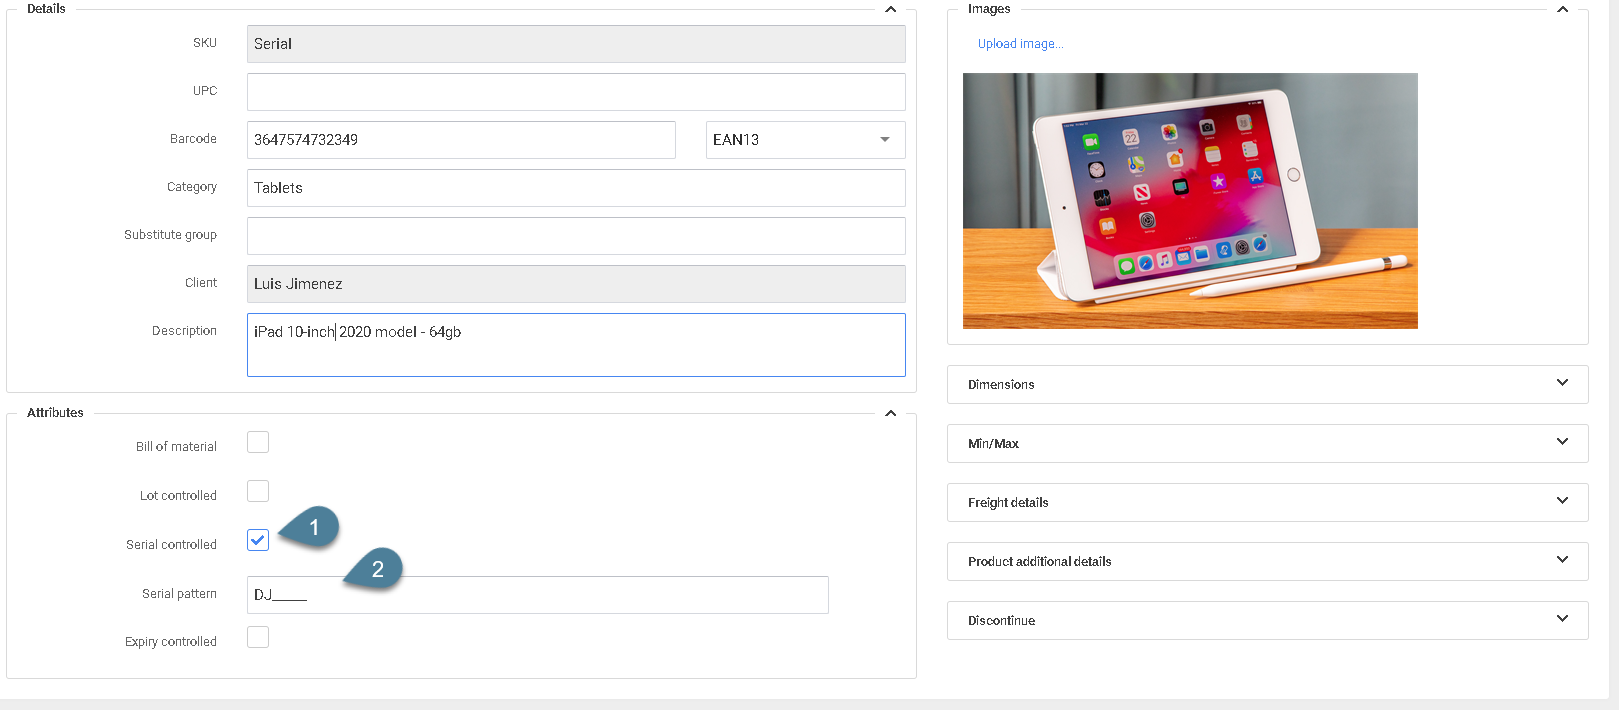 Details
SKU
Serial
UPC
Barcode
3647574732349
EAN13
Category
Tablets
Substitute group
Client
Luis Jimenez
Description
iPad 10-inch 2020 model - 64gb
Attributes
Bill of material
Lot controlled
Serial controlled
1
2
Serial pattern
DJ_____
Expiry controlled
Images
Upload image...
22
Dimensions
Min/Max
Freight details
Product additional details
Discontinue